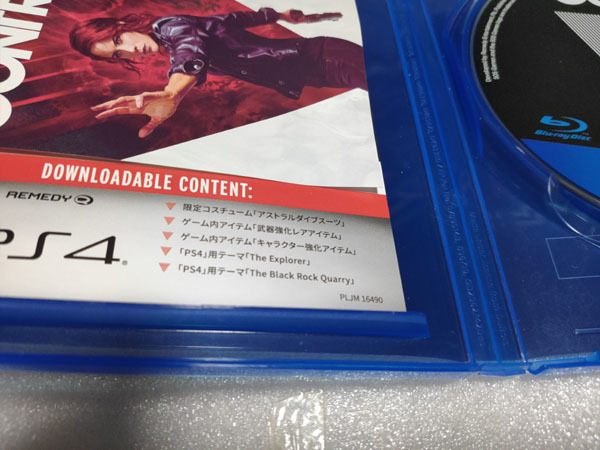 CONTR
DOWNLOADABLE CONTENT:
REMEDY
限定コスチューム「アストラルダイブスーツ」
ゲーム内アイテム「武器強化レアアイテム」
ゲーム内アイテム「キャラクター強化アイテム」
「PS4」用テーマ「The Explorer」
「PS4」用テーマ「The Black Rock Quarry」
PS4
PLJM 16490
Blu-ray Disc